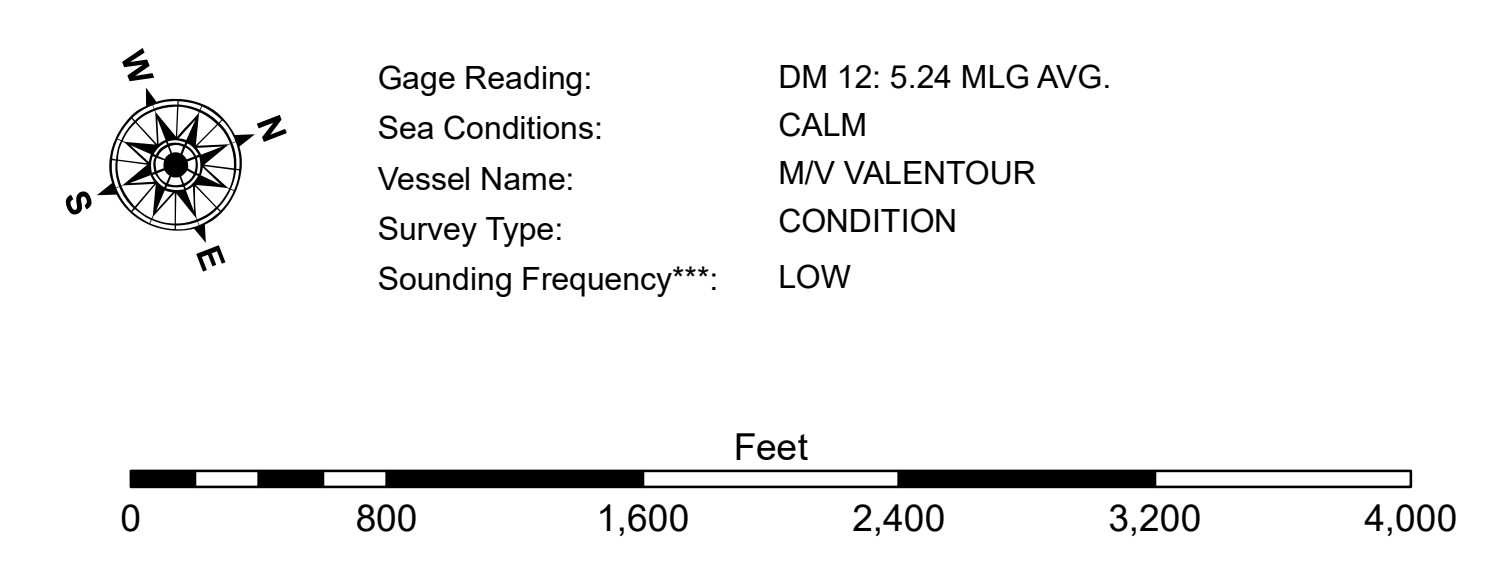 W
N
S
E
Gage Reading: DM 12: 5.24 MLG AVG.
Sea Conditions: CALM
Vessel Name: M/V VALENTOUR
Survey Type: CONDITION
Sounding Frequency***: LOW
Feet
0 800 1,600 2,400 3,200 4,000